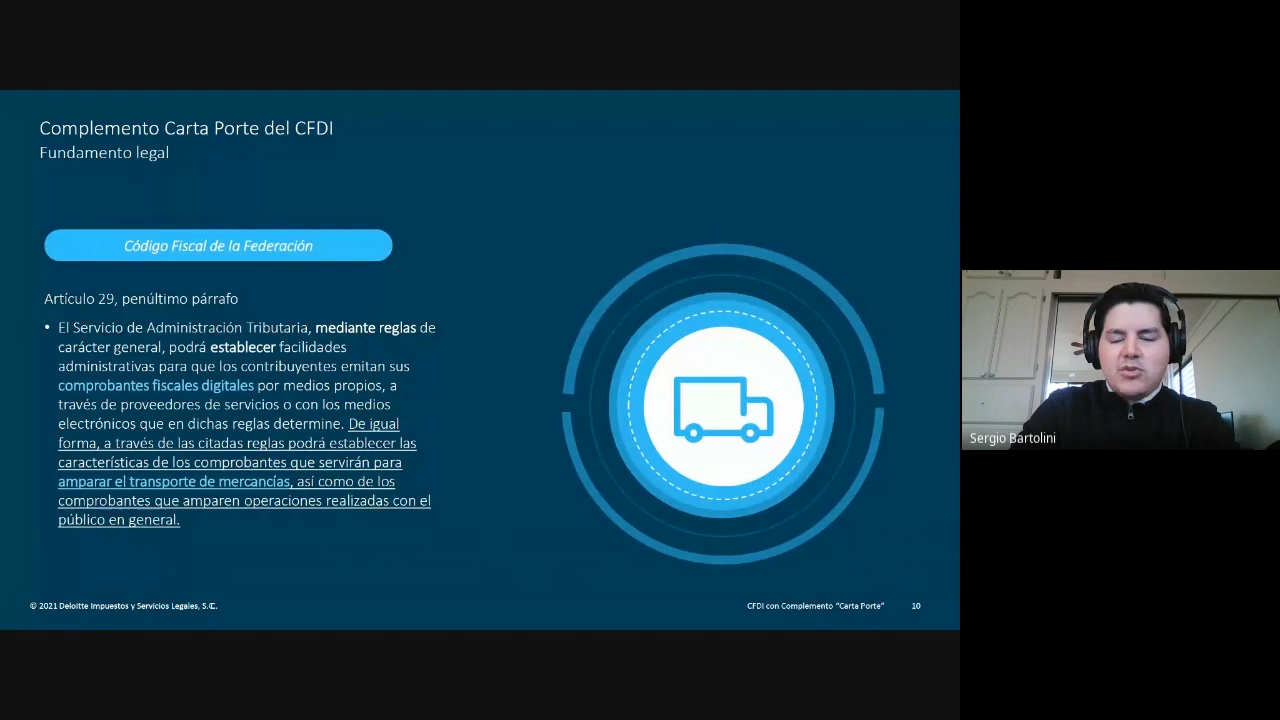 Complemento Carta Porte del CFDI
Fundamento legal
Código Fiscal de la Federación
Artículo 29, penúltimo párrafo
• El Servicio de Administración Tributaria, mediante reglas de
carácter general, podrá establecer facilidades
administrativas para que los contribuyentes emitan sus
comprobantes fiscales digitales por medios propios, a
través de proveedores de servicios o con los medios
electrónicos que en dichas reglas determine. De igual
forma, a través de las citadas reglas podrá establecer las
características de los comprobantes que servirán para
amparar el transporte de mercancías, así como de los
comprobantes que amparen operaciones realizadas con el
público en general.
Sergio Bartolini
© 2021 Deloitte Impuestos y Servicios Legales, S.C.
CFDI con Complemento "Carta Porte"
10